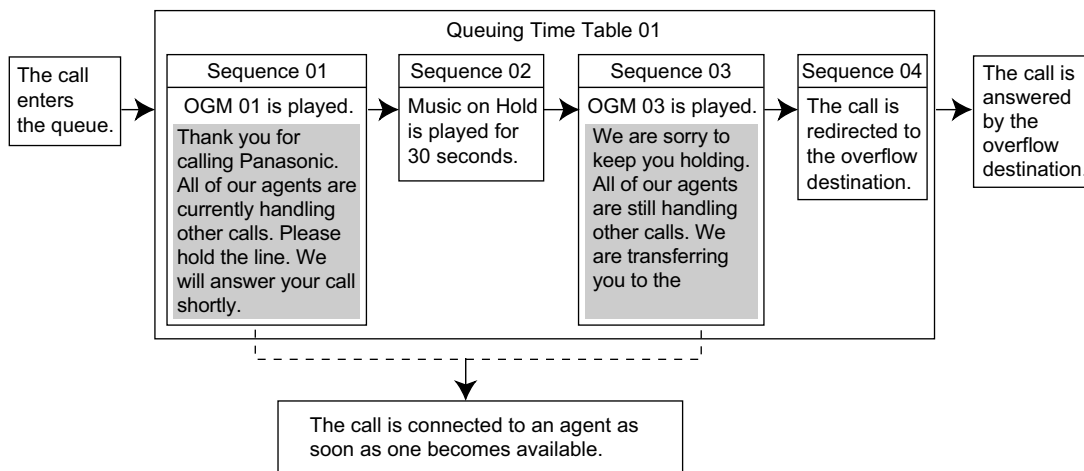 Queuing Time Table 01
The call
enters
the queue.
Sequence 01
OGM 01 is played.
Thank you for
calling Panasonic.
All of our agents are
currently handling
other calls. Please
hold the line. We
will answer your call
shortly.
Sequence 02
Music on Hold
is played for
30 seconds.
Sequence 03
OGM 03 is played.
We are sorry to
keep you holding.
All of our agents
are still handling
other calls. We
are transferring
you to the
Sequence 04
The call is
redirected to
the overflow
destination.
The call is
answered
by the
overflow
destination.
The call is connected to an agent as
soon as one becomes available.